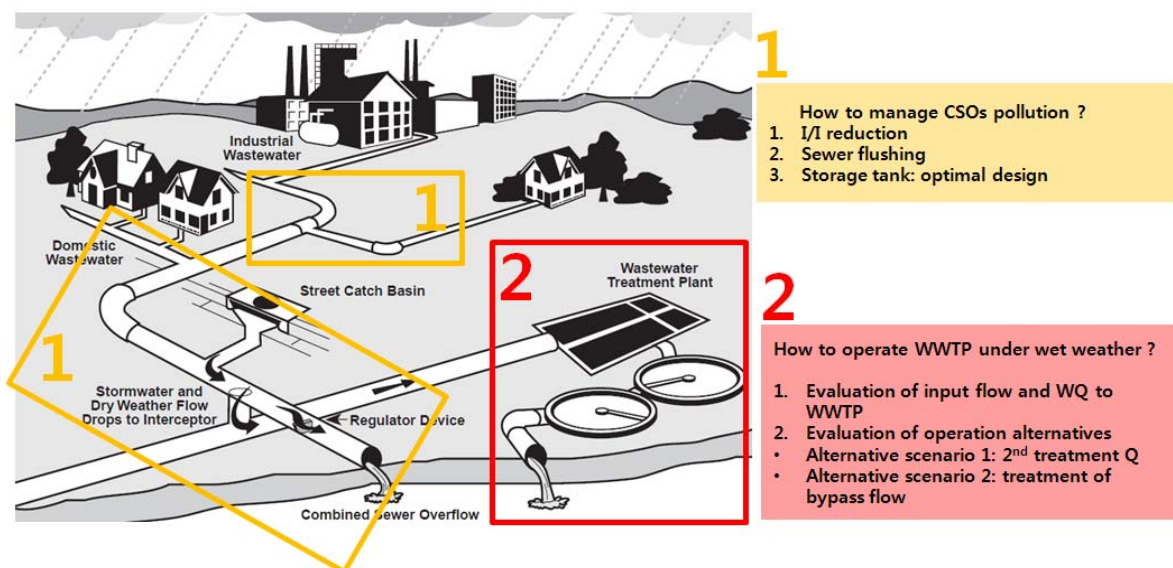 Industrial
Wastewater
Domestic
Wastewater
1
Street Catch Basin
1
Stormwater and
Dry Weather Flow
Drops to Interceptor
Regulator Device
Combined Sewer Overflow
2
Wastewater
Treatment Plant
1
How to manage CSOs pollution ?
1. I/I reduction
2. Sewer flushing
3. Storage tank: optimal design
2
How to operate WWTP under wet weather ?
1. Evaluation of input flow and WQ to
WWTP
2. Evaluation of operation alternatives
• Alternative scenario 1: 2nd treatment Q
• Alternative scenario 2: treatment of
bypass flow